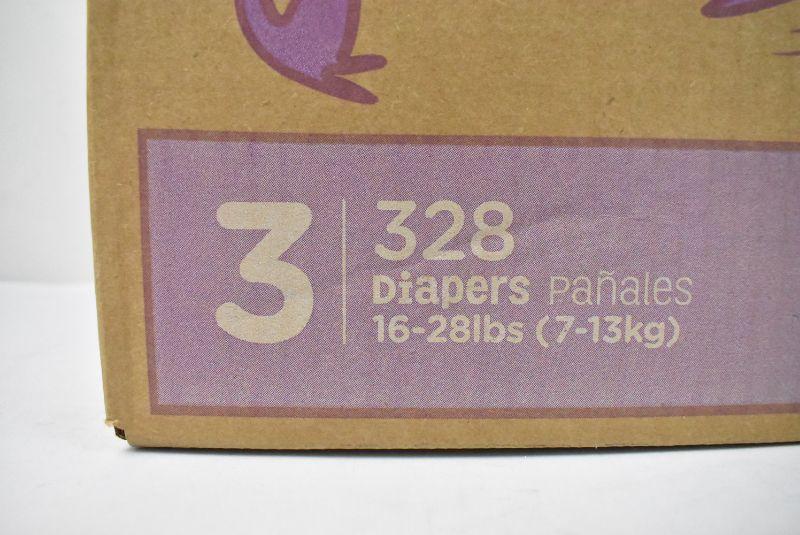 3
328
Diapers Pañales
16-28lbs (7-13kg)